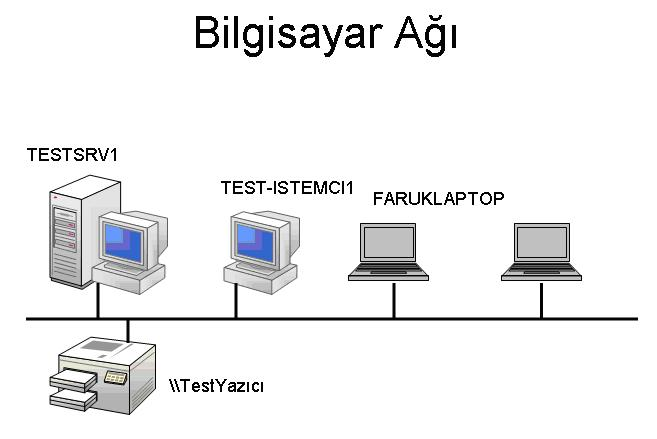 Bilgisayar Ağı
TESTSRV1
TEST-ISTEMCI1
FARUKLAPTOP
\\TestYazıcı